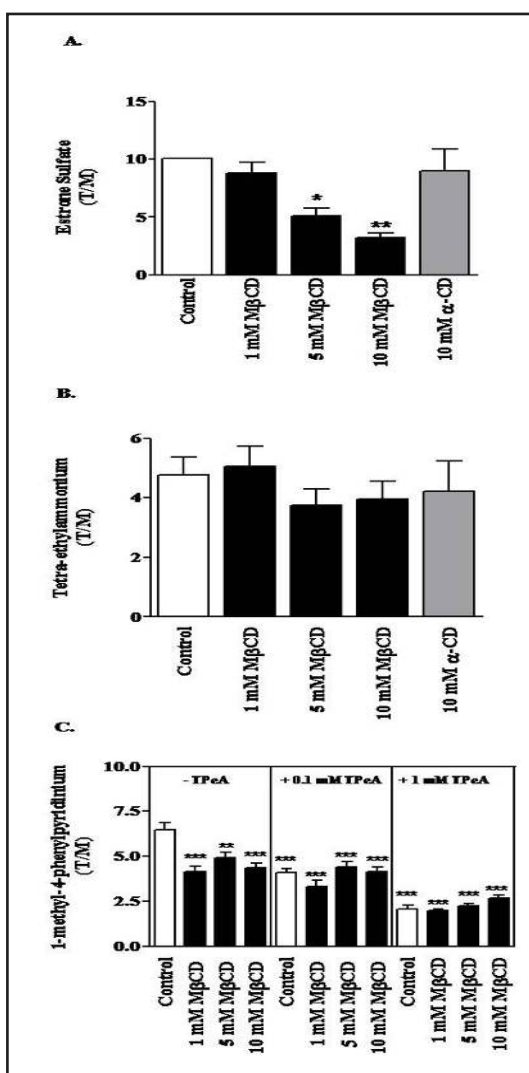 A.
Estrone Sulfate
(T/M)
15
10
5
0
*
**
Control
1 mM MβCD
5 mM MβCD
10 mM MβCD
10 mM α-CD
B.
Tetra-ethylammonium
(T/M)
6
4
2
0
Control
1 mM MβCD
5 mM MβCD
10 mM MβCD
10 mM α-CD
C.
1-methyl-4-phenylpyridinium
(T/M)
10.0
7.5
5.0
2.5
0.0
- TPeA
+ 0.1 mM TPeA
+ 1 mM TPeA
*** ** *** *** *** *** *** *** *** *** ***
Control
1 mM MβCD
5 mM MβCD
10 mM MβCD
Control
1 mM MβCD
5 mM MβCD
10 mM MβCD
Control
1 mM MβCD
5 mM MβCD
10 mM MβCD